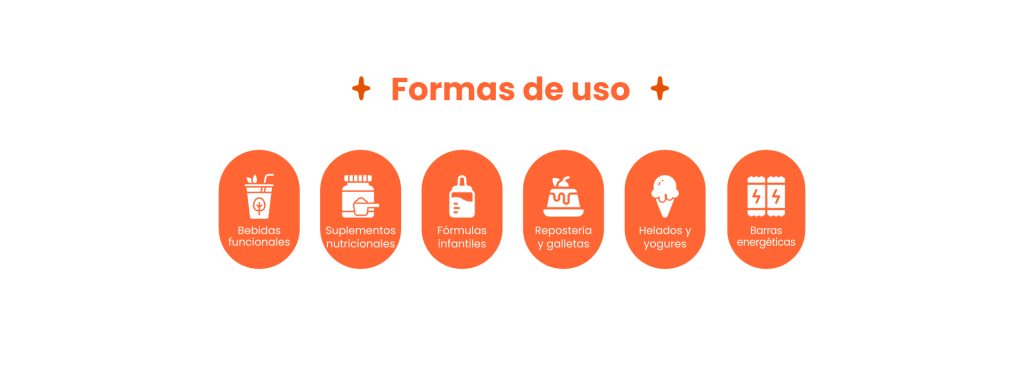 Formas de uso
Bebidas
funcionales
Suplementos
nutricionales
Fórmulas
infantiles
Repostería
y galletas
Helados y
yogures
Barras
energéticas